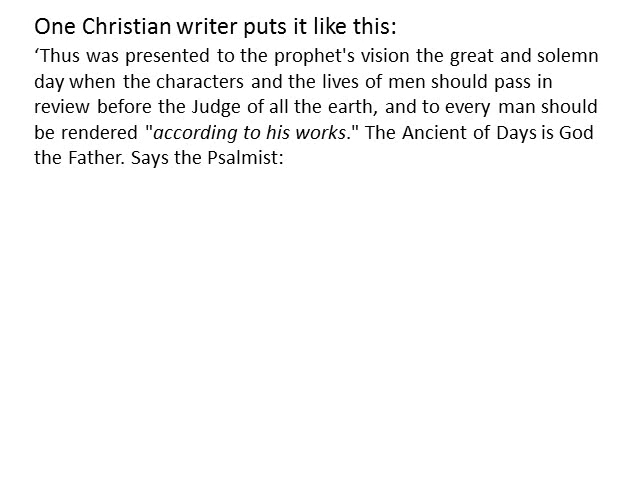 One Christian writer puts it like this:
‘Thus was presented to the prophet's vision the great and solemn
day when the characters and the lives of men should pass in
review before the Judge of all the earth, and to every man should
be rendered "according to his works." The Ancient of Days is God
the Father. Says the Psalmist: